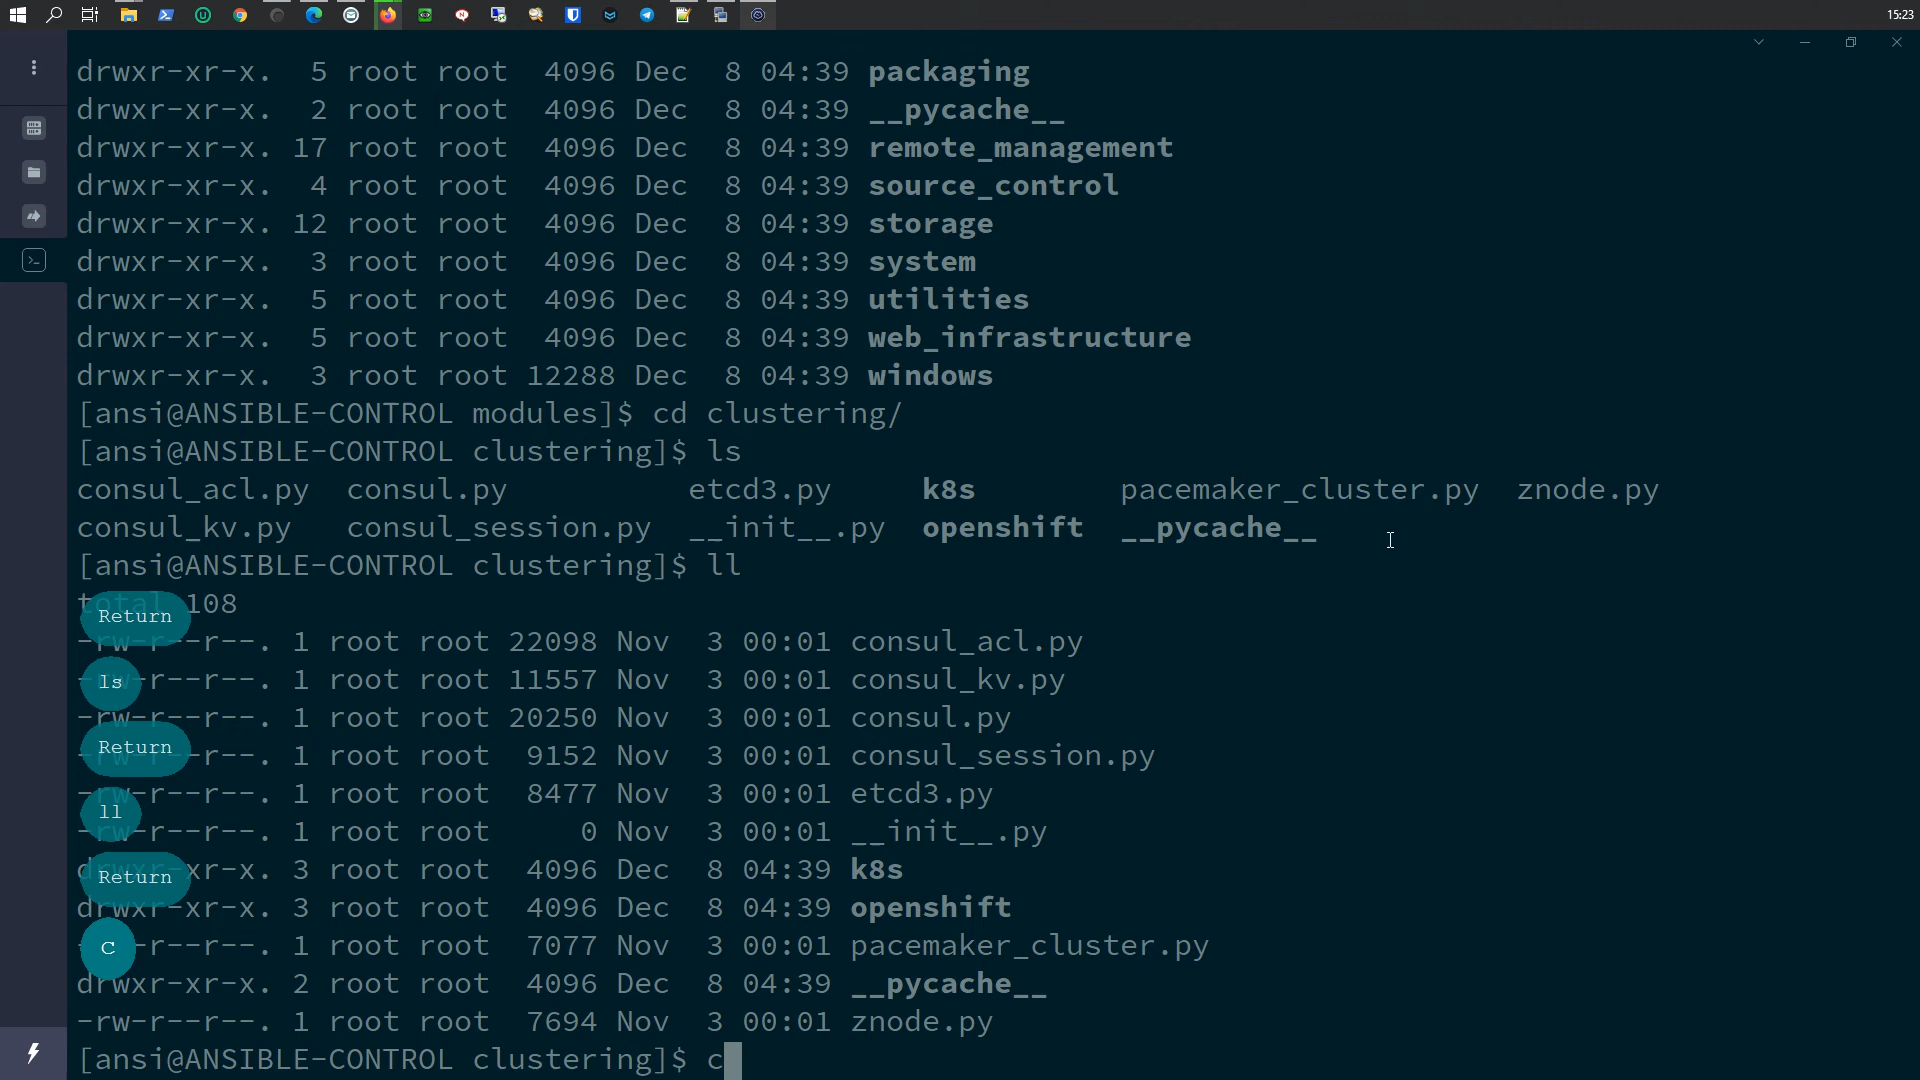 15:23
drwxr-xr-x.  5 root root  4096 Dec  8 04:39 packaging
drwxr-xr-x.  2 root root  4096 Dec  8 04:39 __pycache__
drwxr-xr-x. 17 root root  4096 Dec  8 04:39 remote_management
drwxr-xr-x.  4 root root  4096 Dec  8 04:39 source_control
drwxr-xr-x. 12 root root  4096 Dec  8 04:39 storage
drwxr-xr-x.  3 root root  4096 Dec  8 04:39 system
drwxr-xr-x.  5 root root  4096 Dec  8 04:39 utilities
drwxr-xr-x.  5 root root  4096 Dec  8 04:39 web_infrastructure
drwxr-xr-x.  3 root root 12288 Dec  8 04:39 windows
[ansi@ANSIBLE-CONTROL modules]$ cd clustering/
[ansi@ANSIBLE-CONTROL clustering]$ ls
consul_acl.py  consul.py          etcd3.py     k8s        pacemaker_cluster.py  znode.py
consul_kv.py   consul_session.py  __init__.py  openshift  __pycache__
[ansi@ANSIBLE-CONTROL clustering]$ ll
total 108
Return
-rw-r--r--. 1 root root 22098 Nov  3 00:01 consul_acl.py
-rw-r--r--. 1 root root 11557 Nov  3 00:01 consul_kv.py
ls
-rw-r--r--. 1 root root 20250 Nov  3 00:01 consul.py
Return
-rw-r--r--. 1 root root  9152 Nov  3 00:01 consul_session.py
-rw-r--r--. 1 root root  8477 Nov  3 00:01 etcd3.py
ll
-rw-r--r--. 1 root root     0 Nov  3 00:01 __init__.py
drwxr-xr-x. 3 root root  4096 Dec  8 04:39 k8s
Return
drwxr-xr-x. 3 root root  4096 Dec  8 04:39 openshift
-rw-r--r--. 1 root root  7077 Nov  3 00:01 pacemaker_cluster.py
C
drwxr-xr-x. 2 root root  4096 Dec  8 04:39 __pycache__
-rw-r--r--. 1 root root  7694 Nov  3 00:01 znode.py
[ansi@ANSIBLE-CONTROL clustering]$ c